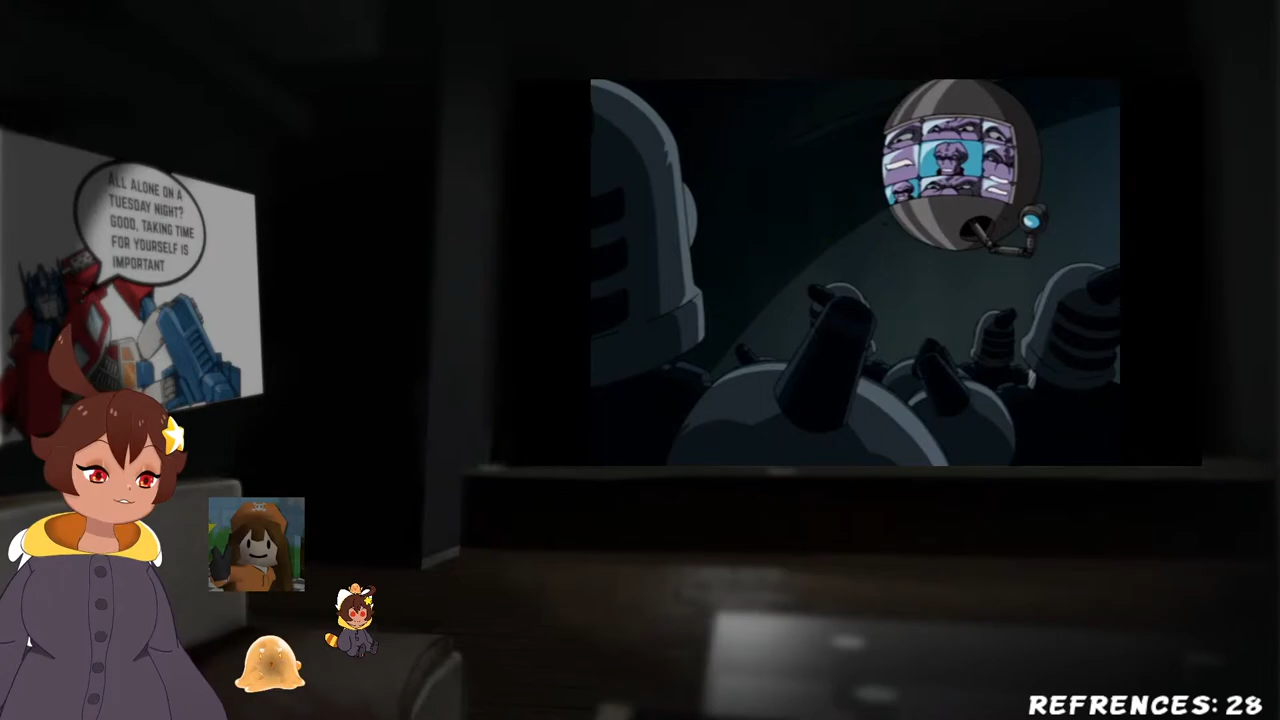 ALL ALONE ON A
TUESDAY NIGHT?
GOOD, TAKING TIME
FOR YOURSELF IS
IMPORTANT
REFRENCES: 28